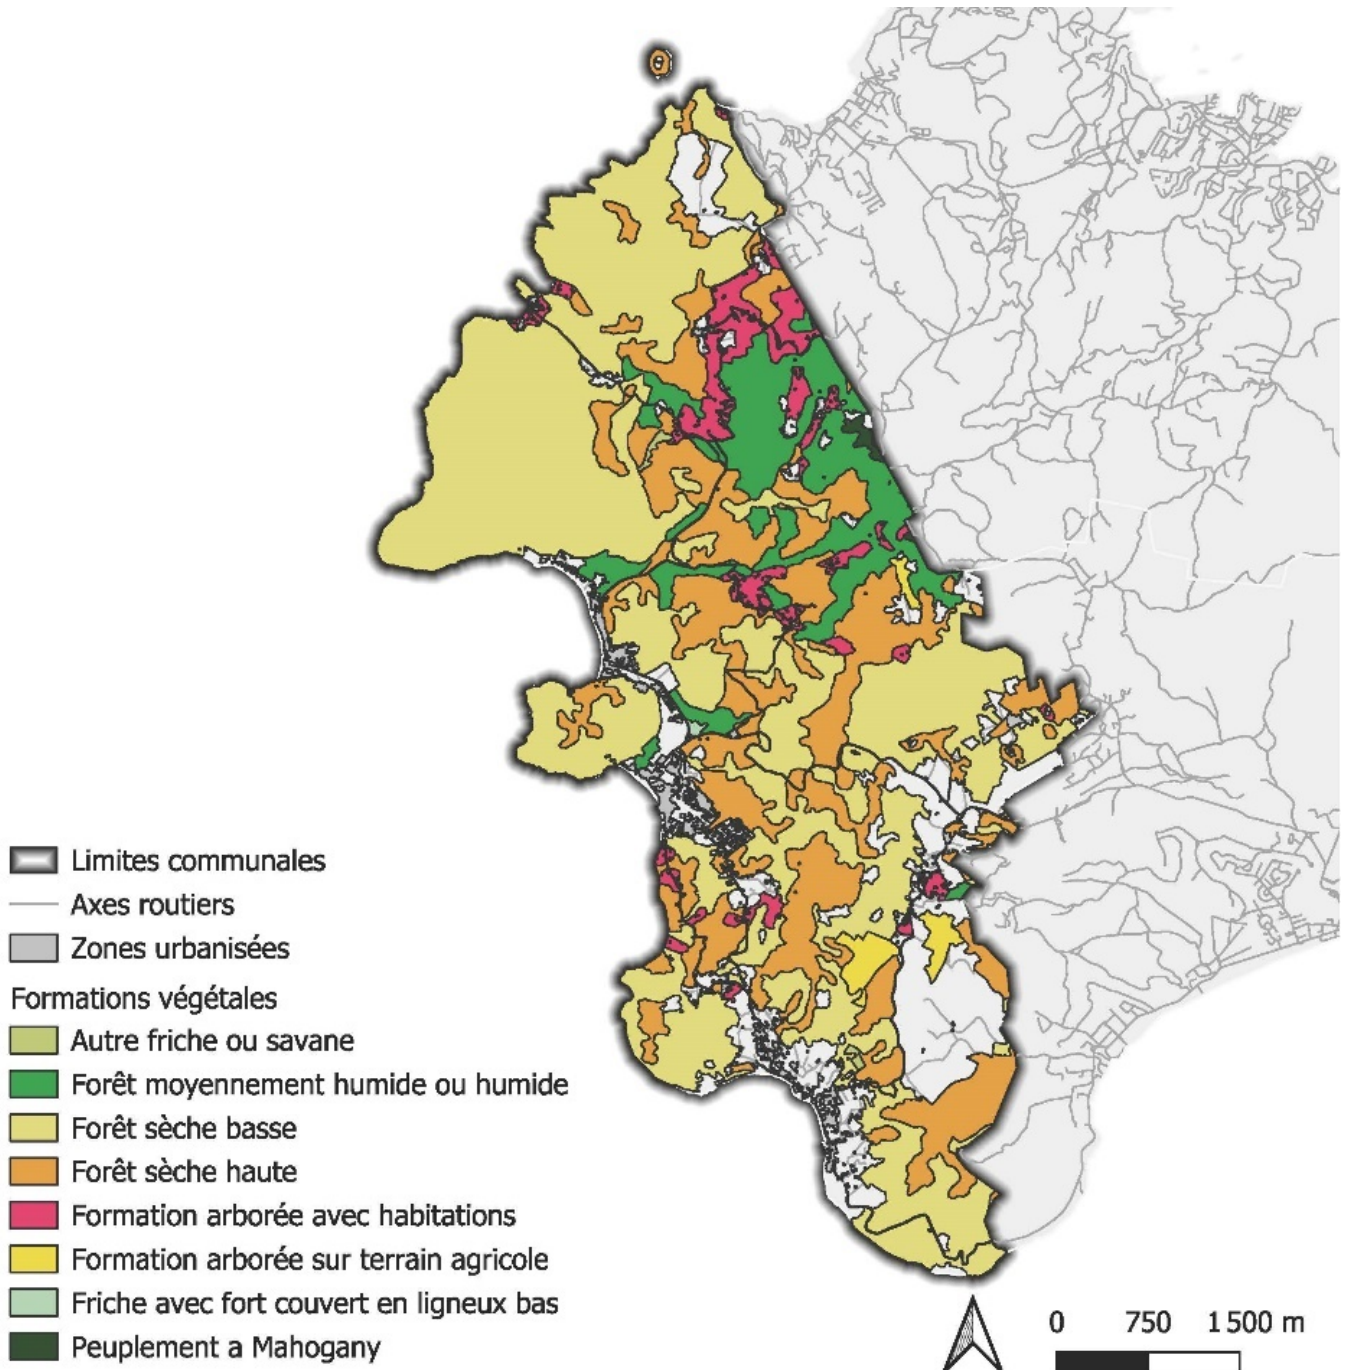 Limites communales
Axes routiers
Zones urbanisées
Formations végétales
Autre friche ou savane
Forêt moyennement humide ou humide
Forêt sèche basse
Forêt sèche haute
Formation arborée avec habitations
Formation arborée sur terrain agricole
Friche avec fort couvert en ligneux bas
Peuplement a Mahogany
0 750 1 500 m